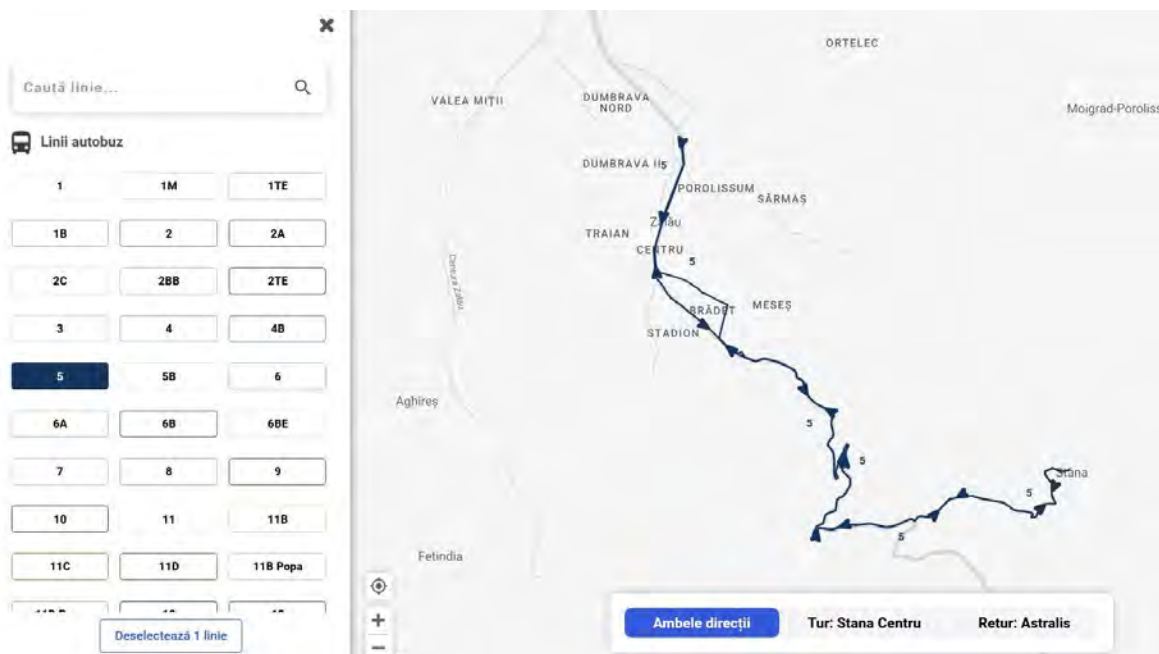 Caută linie...
Linii autobuz
1 1M 1TE
1B 2 2A
2C 2BB 2TE
3 4 4B
5 5B 6
6A 6B 6BE
7 8 9
10 11 11B
11C 11D 11B Popa
Deselectează 1 linie
ORTELEC
VALEA MIȚII
DUMBRAVA
NORD
Moigrad-Poroliss
DUMBRAVA II
5
POROLISSUM
SĂRMAȘ
Zalău
TRAIAN
CENTRU
5
Centura Zalău
MESEȘ
BRĂDET
STADION
Aghireș
5
5
Stana
5
5
Fetindia
Ambele direcții Tur: Stana Centru Retur: Astralis